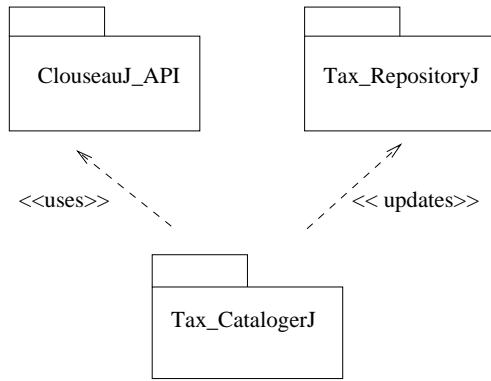 ClouseauJ_API
Tax_RepositoryJ
<<uses>>
<< updates>>
Tax_CatalogerJ